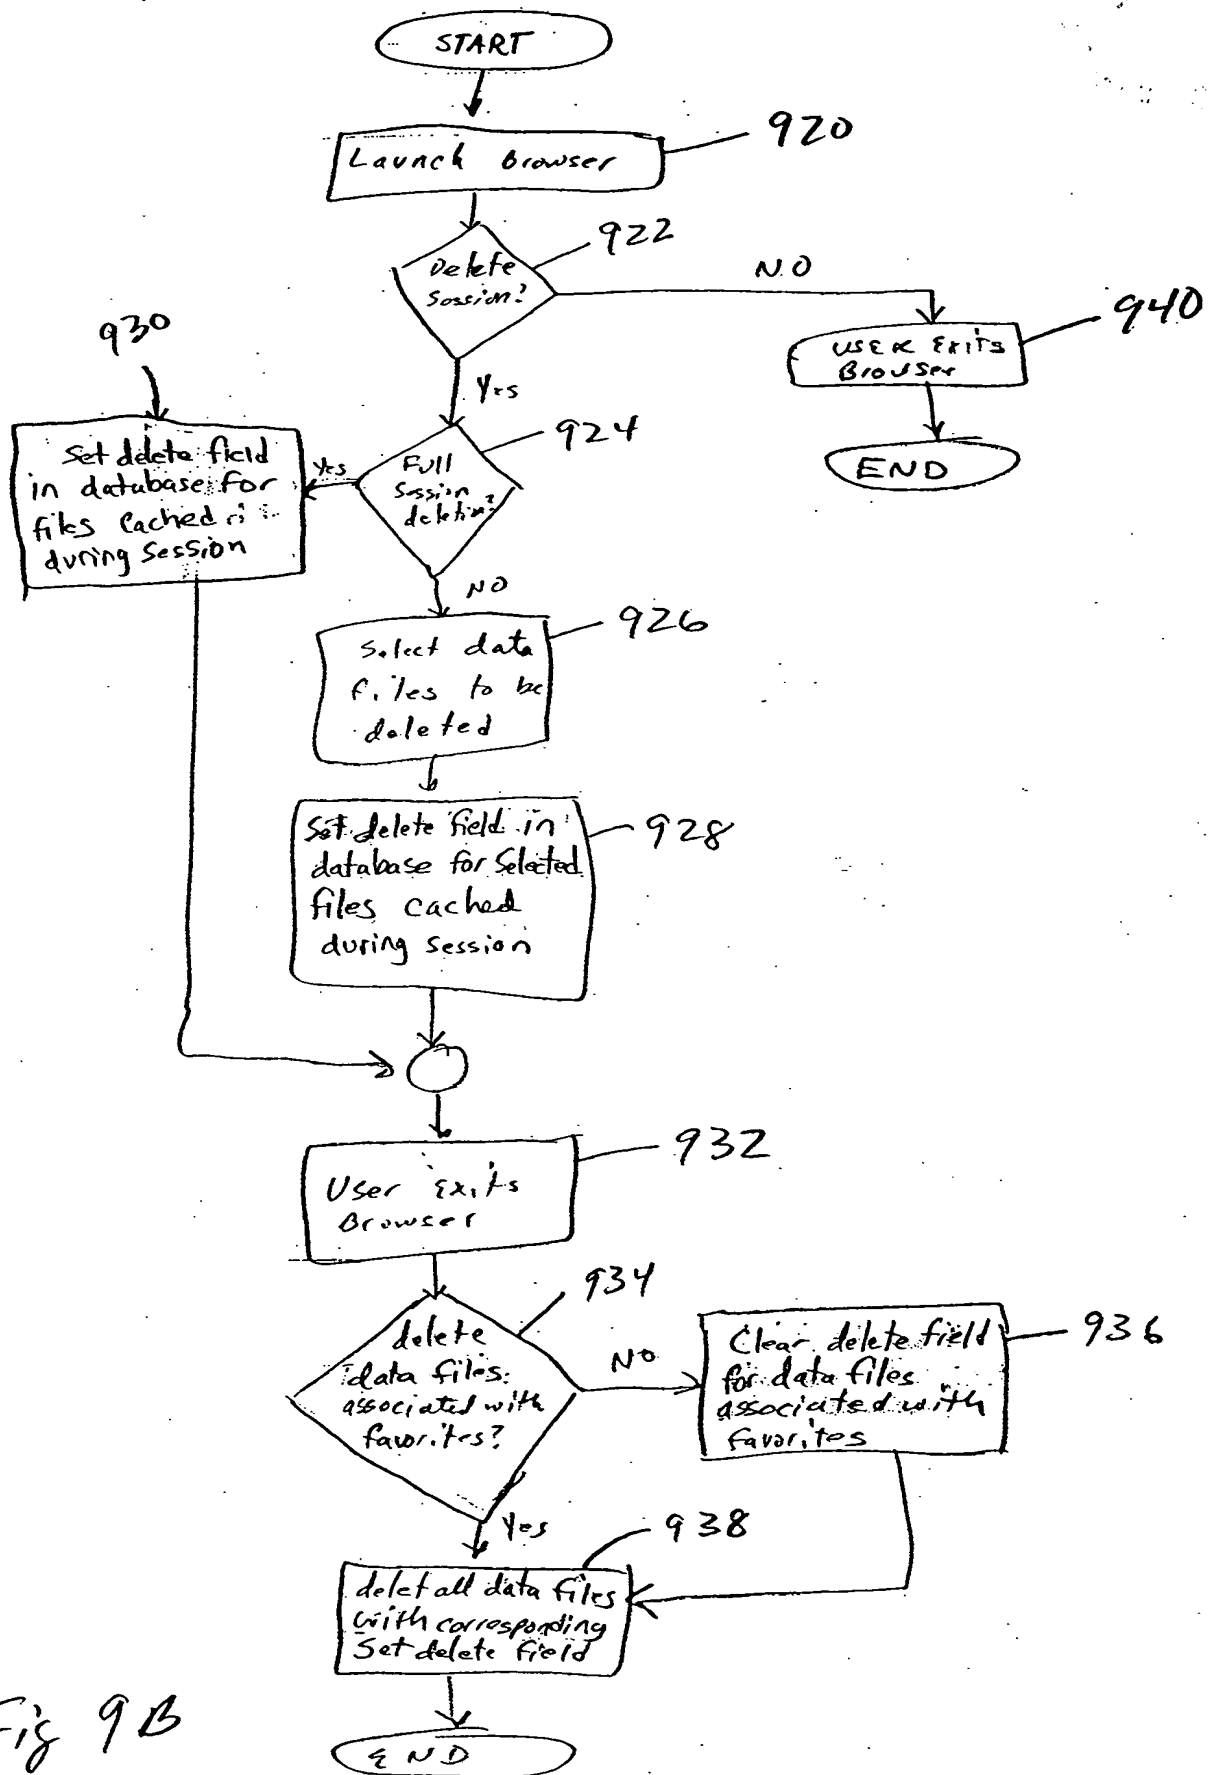 START
Launch Browser
920
Delete
Session?
922
NO
User Exits
Browser
940
END
Yes
930
Set delete field
in database for
files cached
during session
Yes
Full
Session
deletion?
924
NO
Select data
files to be
deleted
926
Set delete field in
database for Selected
files cached
during session
928
User Exits
Browser
932
delete
data files
associated with
favorites?
934
NO
Clear delete field
for data files
associated with
favorites
936
Yes
938
delet all data files
with corresponding
Set delete field
END
Fig 9B